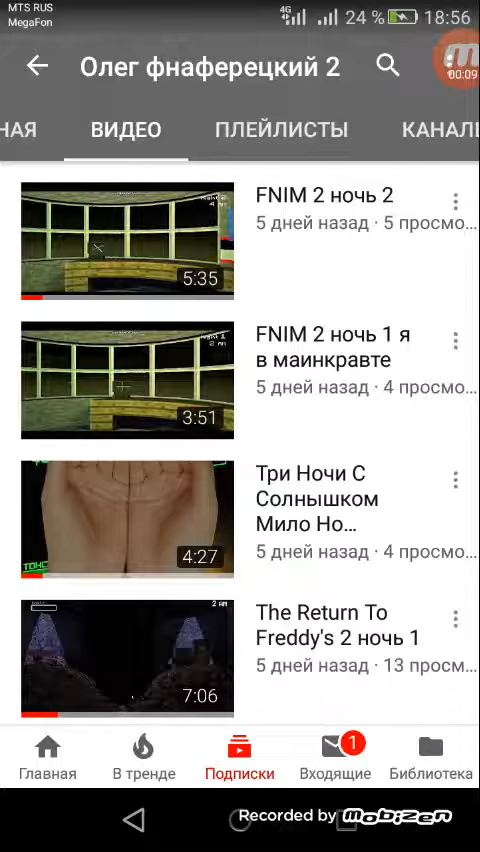 MTS RUS
MegaFon
4G
24 %
18:56
Олег фнаферецкий 2
00:09
НАЯ
ВИДЕО
ПЛЕЙЛИСТЫ
КАНАЛЫ
FNIM 2 ночь 2
5 дней назад · 5 просмо...
5:35
FNIM 2 ночь 1 я
в маинкравте
5 дней назад · 4 просмо...
3:51
Три Ночи С
Солнышком
Мило Но...
5 дней назад · 4 просмо...
4:27
2 AM
The Return To
Freddy's 2 ночь 1
5 дней назад · 13 просм...
7:06
1
Главная
В тренде
Подписки
Входящие
Библиотека
Recorded by Mobizen